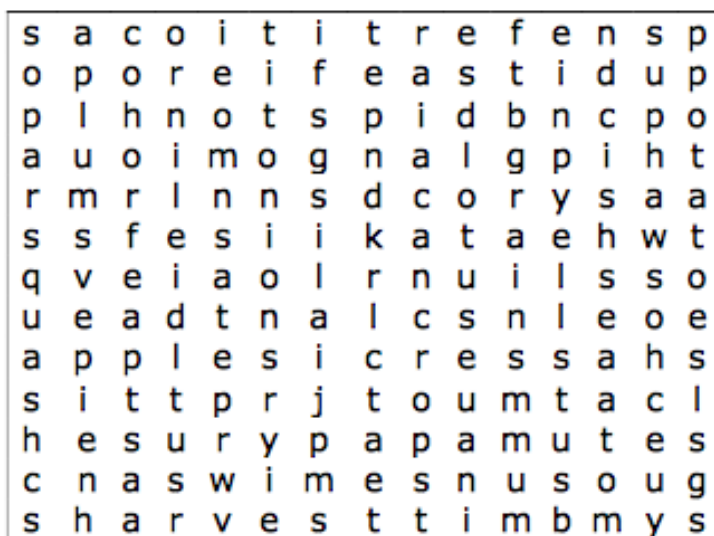 s a c o i t i t r e f e n s p
o p o r e i f e a s t i d u p
p l h n o t s p i d b n c p o
a u o i m o g n a l g p i h t
r m r l n n s d c o r y s a a
s s f e s i i k a t a e h w t
q v e i a o l r n u i l s s o
u e a d t n a l c s n l e o e
a p p l e s i c r e s s a h s
s i t t p r j t o u m t a c l
h e s u r y p a p a m u t e s
c n a s w i m e s n u s o u g
s h a r v e s t t i m b m y s